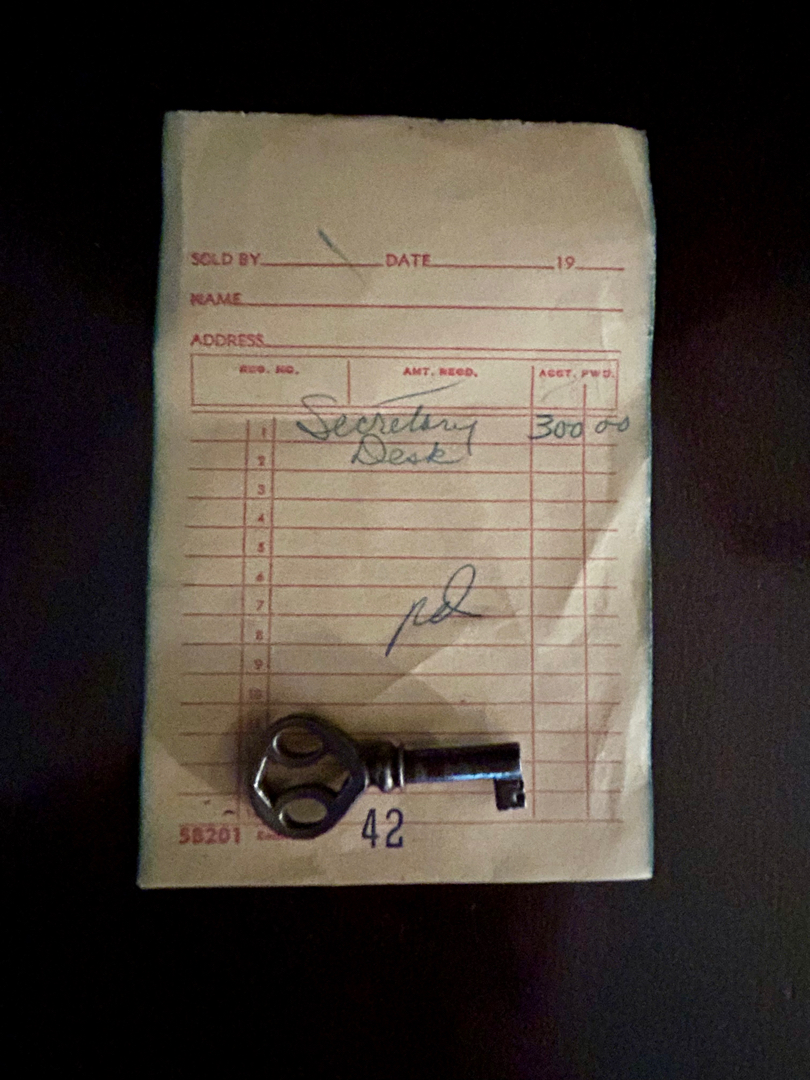 SOLD BY DATE 19
NAME
ADDRESS
REG. NO. AMT. RECD. ACCT. FWD.
1 Secretary 300 00
2 Desk
3
4
5
6
7 pd
8
9
10
5B201 42